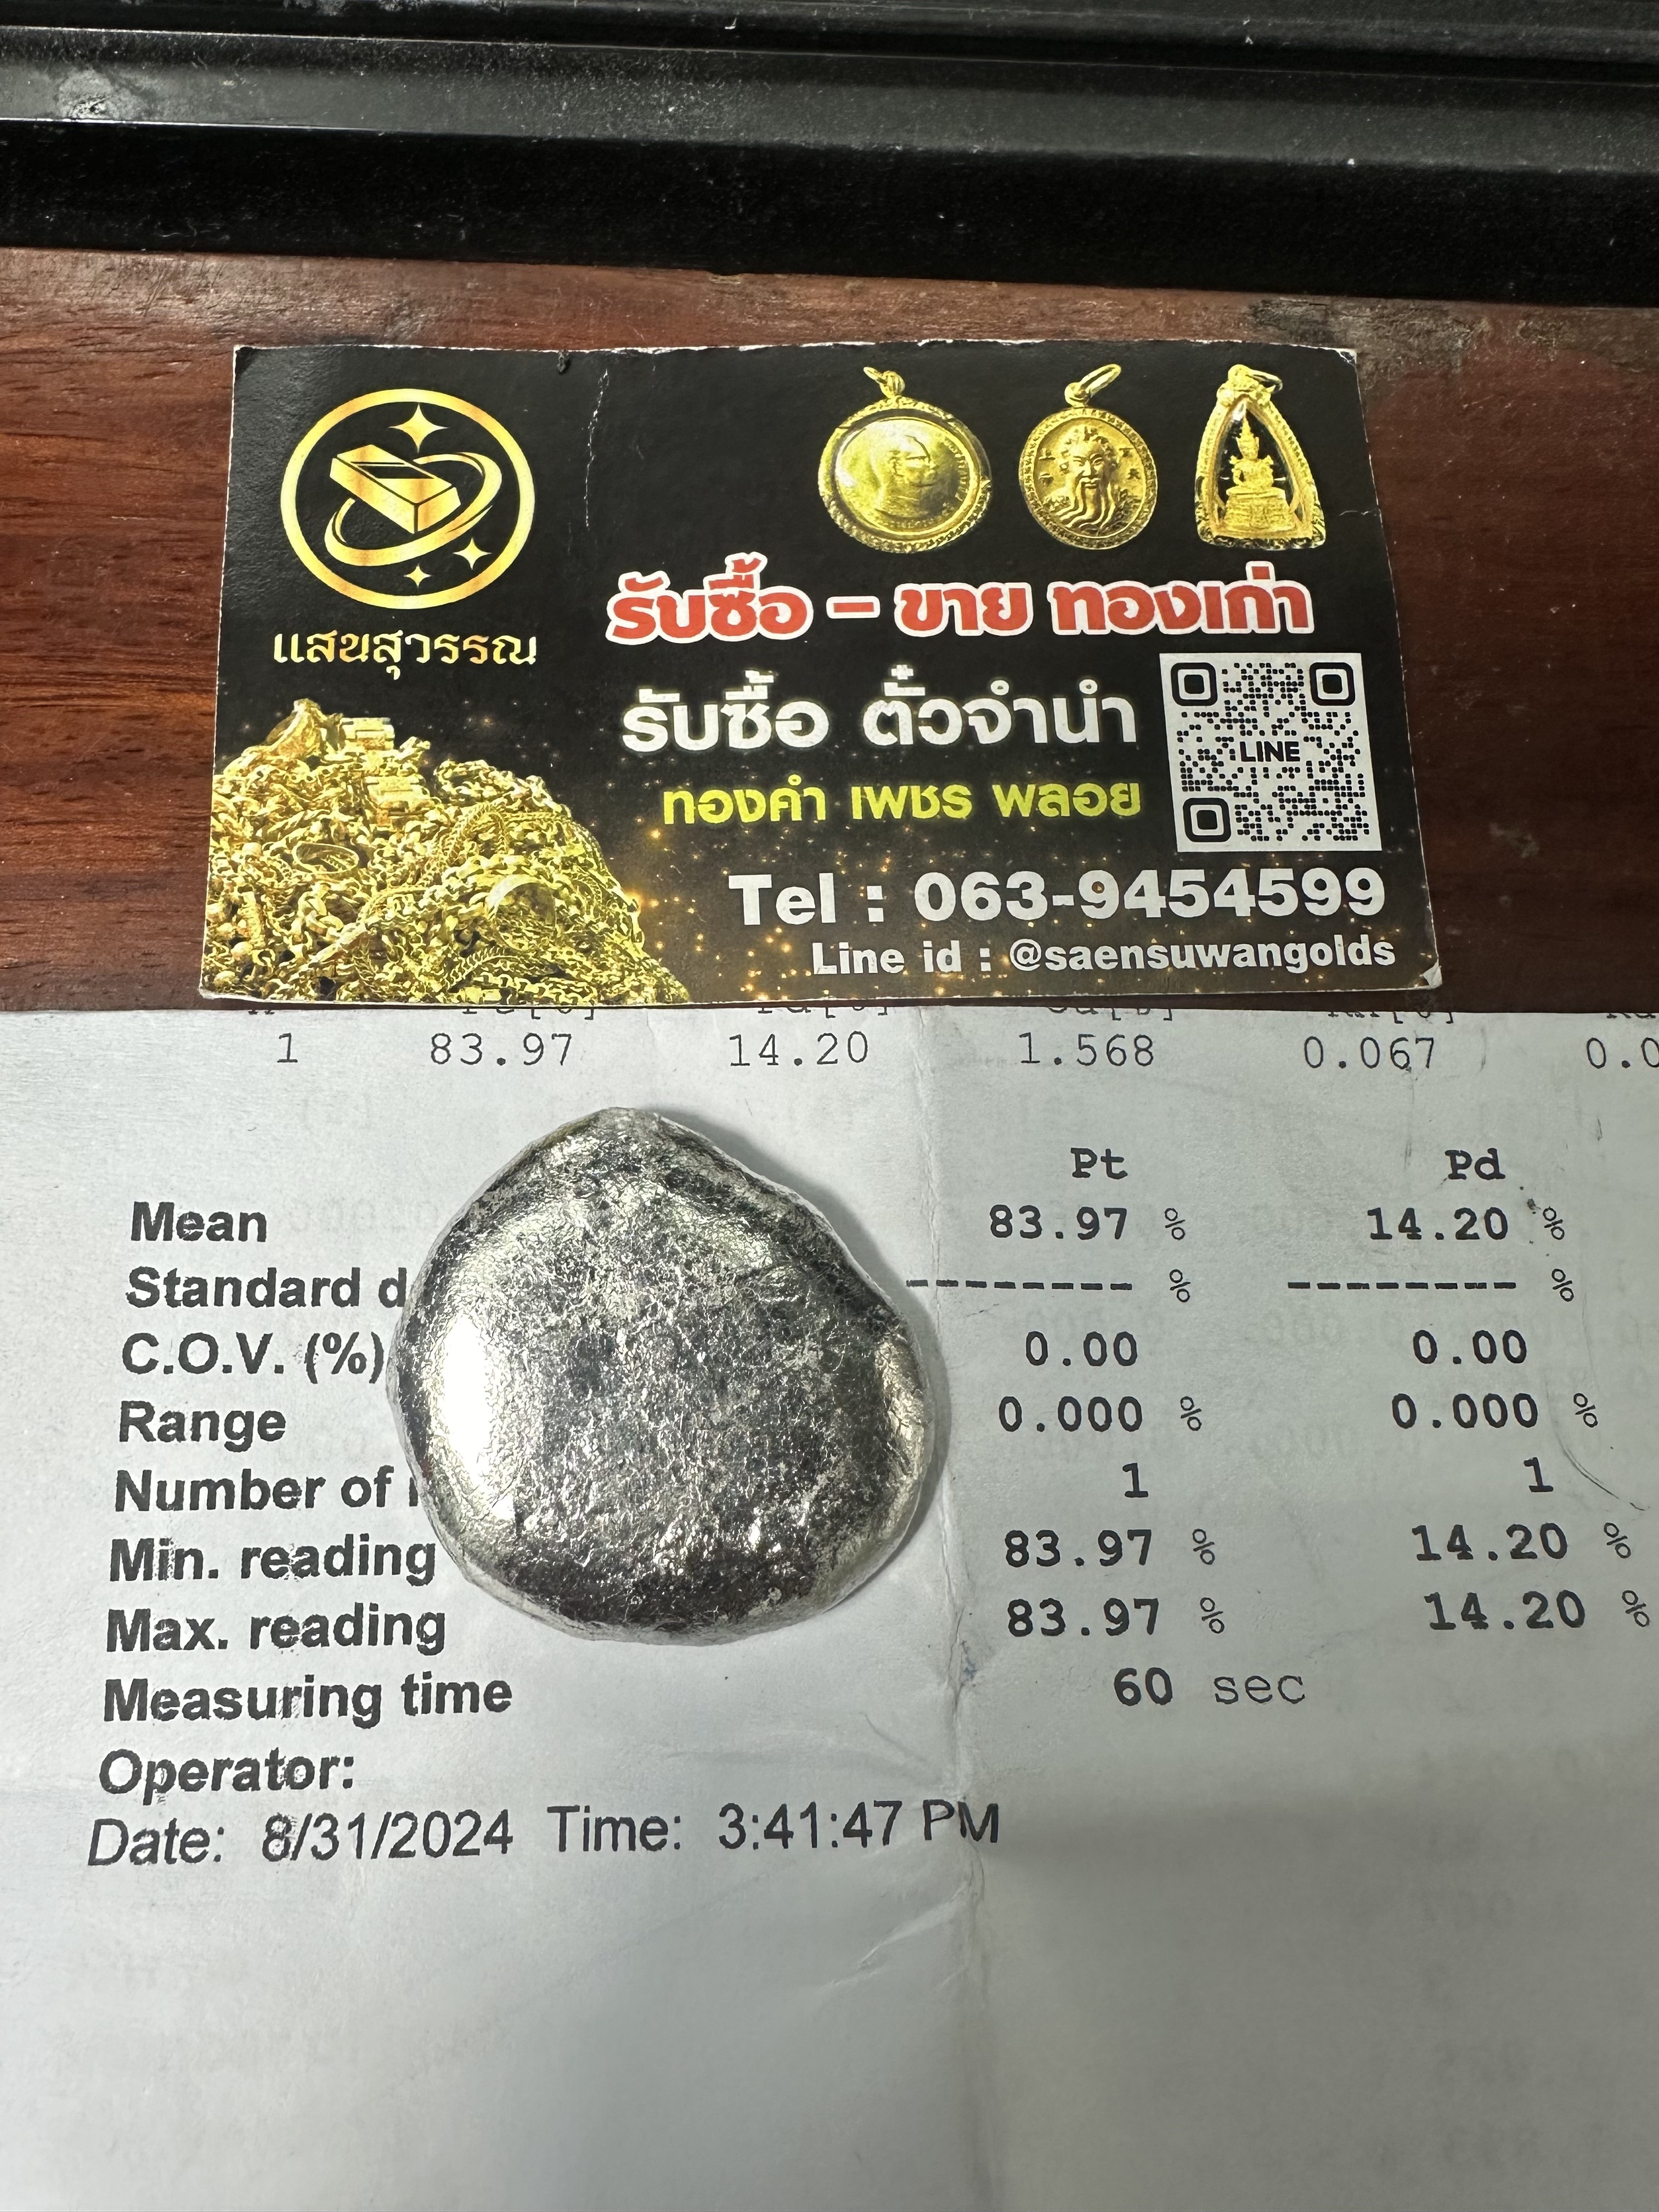 แสนสุวรรณ
รับซื้อ - ขาย ทองเก่า
รับซื้อ ตั๋วจำนำ
ทองคำ เพชร พลอย
LINE
Tel : 063-9454599
Line id : @saensuwangolds
1 83.97 14.20 1.568 0.067 0.0
Pt Pd
Mean 83.97 % 14.20 %
Standard d -------- % -------- %
C.O.V. (%) 0.00 0.00
Range 0.000 % 0.000 %
Number of 1 1
Min. reading 83.97 % 14.20 %
Max. reading 83.97 % 14.20 %
Measuring time 60 sec
Operator:
Date: 8/31/2024 Time: 3:41:47 PM